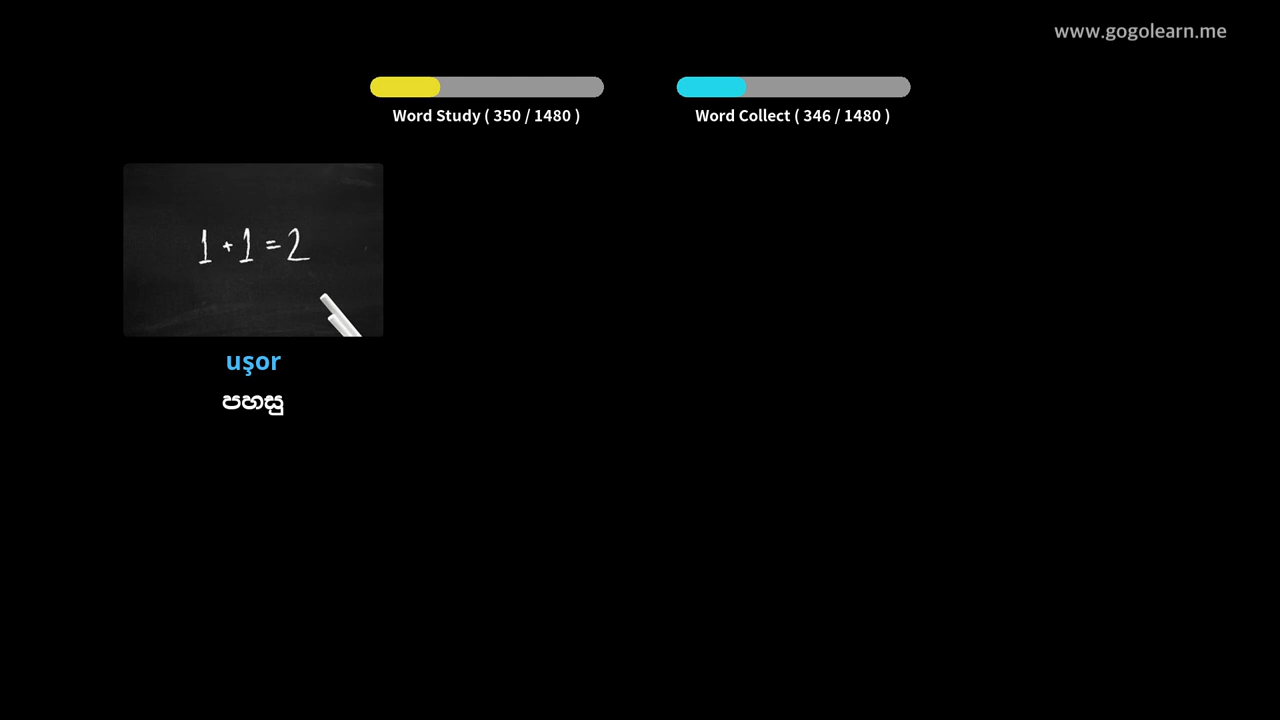 www.gogolearn.me
Word Study ( 350 / 1480 )
Word Collect ( 346 / 1480 )
1 + 1 = 2
uşor
පහසු